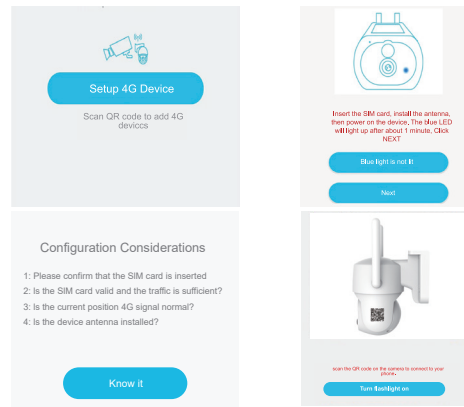 Setup 4G Device
Scan QR code to add 4G
deviccs
Insert the SIM card, install the antenna,
then power on the device, The blue LED
will light up after about 1 minute, Click
NEXT
Blue light is not lit
Next
Configuration Considerations
1: Please confirm that the SIM card is inserted
2: Is the SIM card valid and the traffic is sufficient?
3: Is the current position 4G signal normal?
4: Is the device antenna installed?
Know it
scan the QR code on the camera to connect to your
phone.
Turn flashlight on